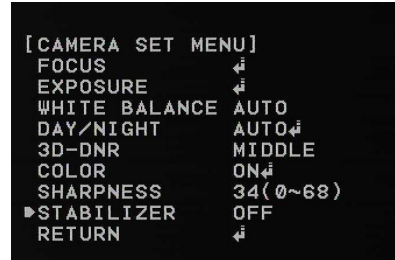 [CAMERA SET MENU]
FOCUS ↲
EXPOSURE ↲
WHITE BALANCE AUTO
DAY/NIGHT AUTO↲
3D-DNR MIDDLE
COLOR ON↲
SHARPNESS 34(0~68)
▶STABILIZER OFF
RETURN ↲